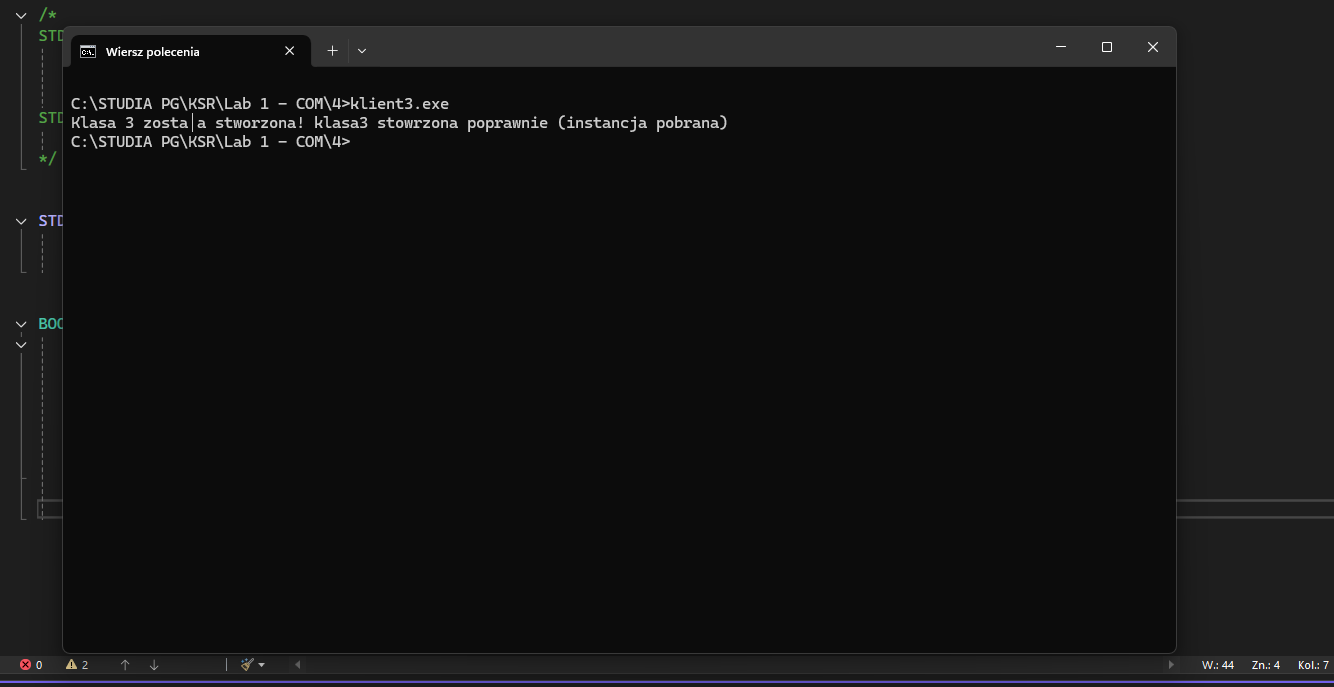 /*
STD
Wiersz polecenia
C:\STUDIA PG\KSR\Lab 1 - COM\4>klient3.exe
Klasa 3 zosta│a stworzona! klasa3 stowrzona poprawnie (instancja pobrana)
STD
C:\STUDIA PG\KSR\Lab 1 - COM\4>
*/
STD
BOO
0 2 W.: 44 Zn.: 4 Kol.: 7